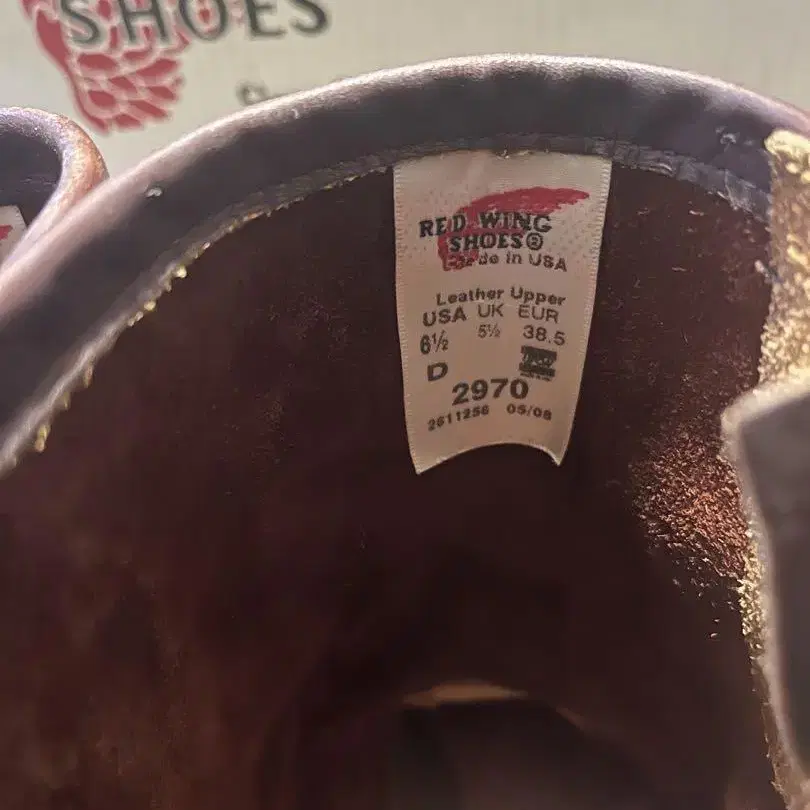 SHOES
RED WING
SHOES®
Made in USA
Leather Upper
USA UK EUR
6½ 5½ 38.5
D
2970
2611256 05/08